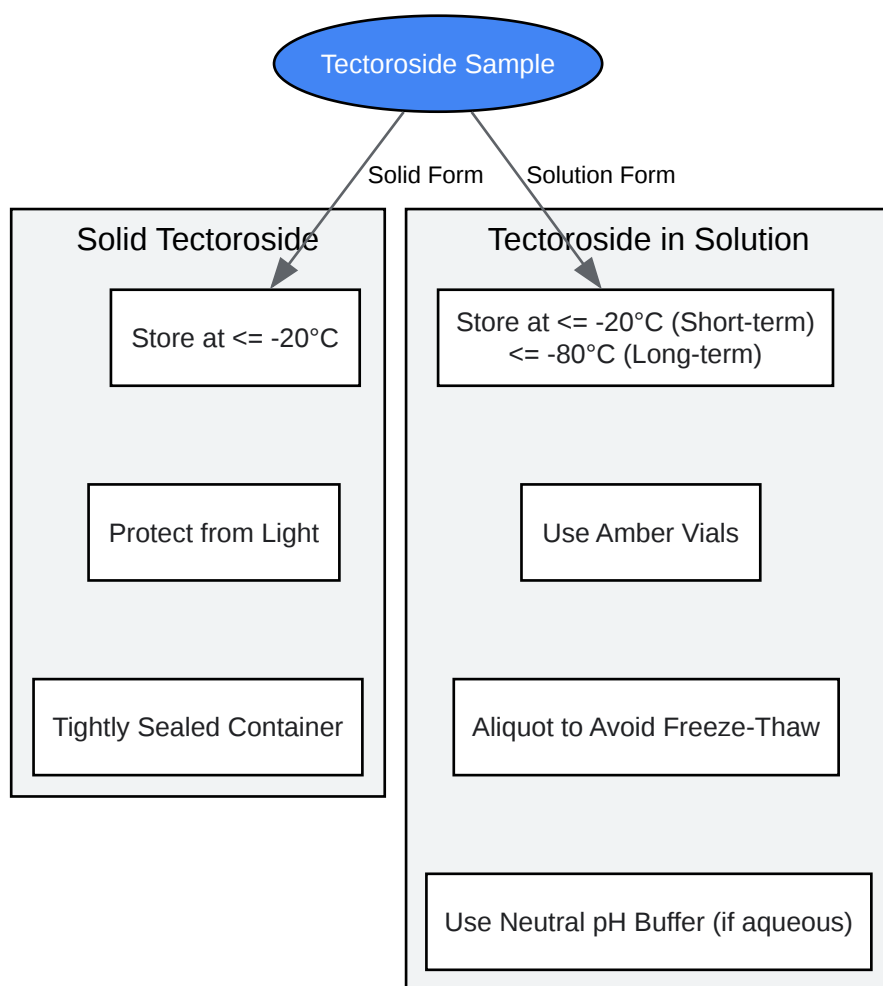 Tectoroside Sample
Solid Form
Solution Form
Solid Tectoroside
Store at <= -20°C
Protect from Light
Tightly Sealed Container
Tectoroside in Solution
Store at <= -20°C (Short-term)
<= -80°C (Long-term)
Use Amber Vials
Aliquot to Avoid Freeze-Thaw
Use Neutral pH Buffer (if aqueous)